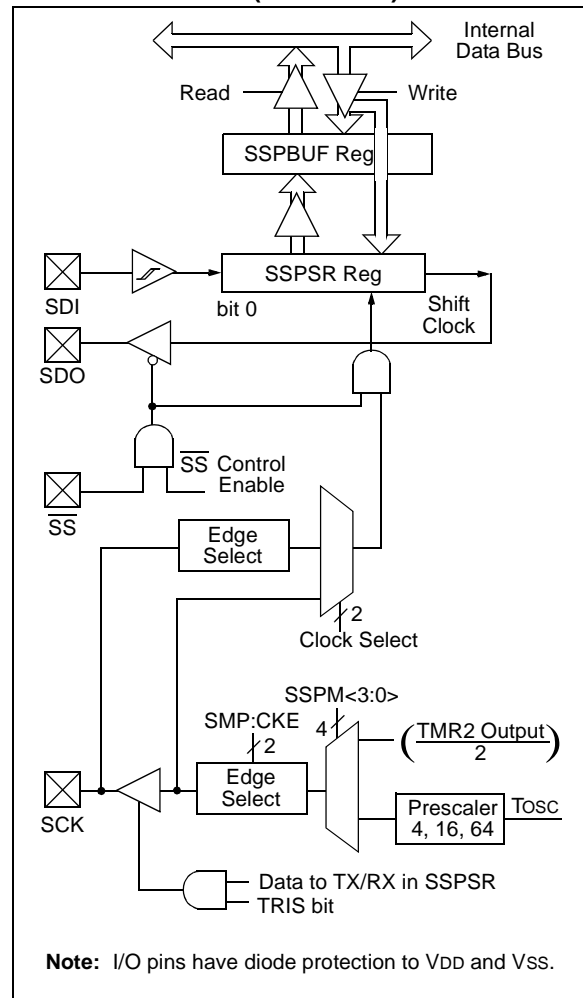 Internal
Data Bus
Read
Write
SSPBUF Reg
SSPSR Reg
SDI
bit 0
Shift
Clock
SDO
SS Control
Enable
SS
Edge
Select
2
Clock Select
SSPM<3:0>
SMP:CKE
4
2
(TMR2 Output)
2
Edge
Select
SCK
Prescaler
4, 16, 64
TOSC
Data to TX/RX in SSPSR
TRIS bit
Note: I/O pins have diode protection to VDD and VSS.